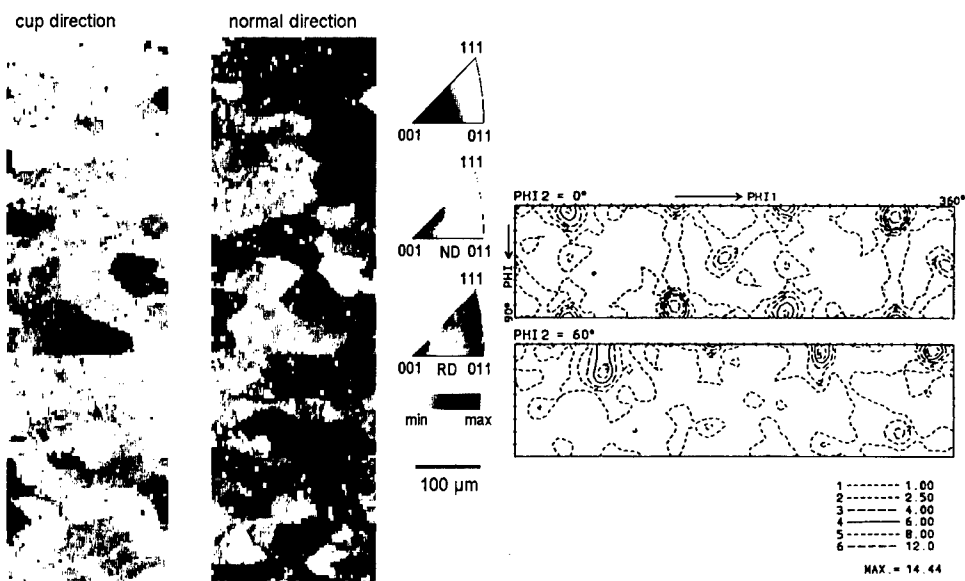 cup direction
normal direction
111
001 011
111
001 ND 011
111
001 RD 011
min max
100 µm
PHI2 = 0°
PHI1
360°
90° PHI
PHI2 = 60°
1 1.00
2 2.50
3 4.00
4 6.00
5 8.00
6 12.0
MAX.= 14.44